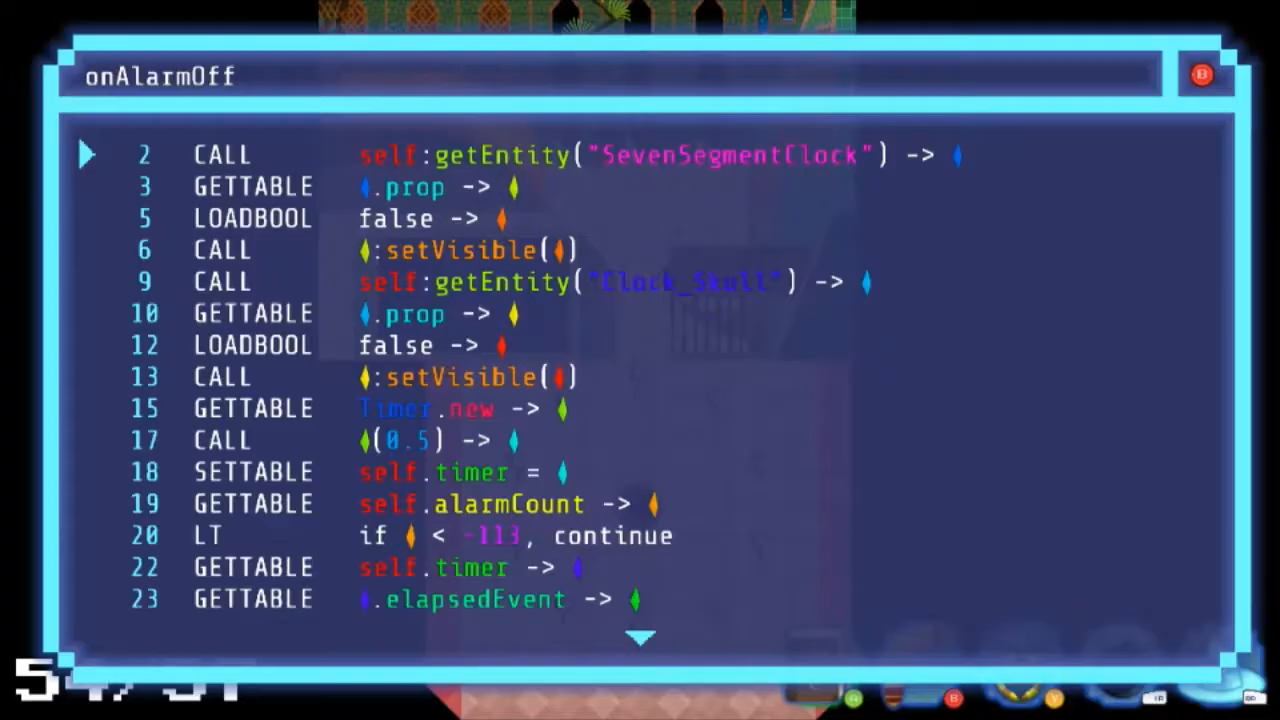 onAlarmOff
B
2 CALL self:getEntity("SevenSegmentClock") ->
3 GETTABLE .prop ->
5 LOADBOOL false ->
6 CALL :setVisible( )
9 CALL self:getEntity("Clock_Skull") ->
10 GETTABLE .prop ->
12 LOADBOOL false ->
13 CALL :setVisible( )
15 GETTABLE Timer.new ->
17 CALL (0.5) ->
18 SETTABLE self.timer =
19 GETTABLE self.alarmCount ->
20 LT if < -113, continue
22 GETTABLE self.timer ->
23 GETTABLE .elapsedEvent ->
A B Y